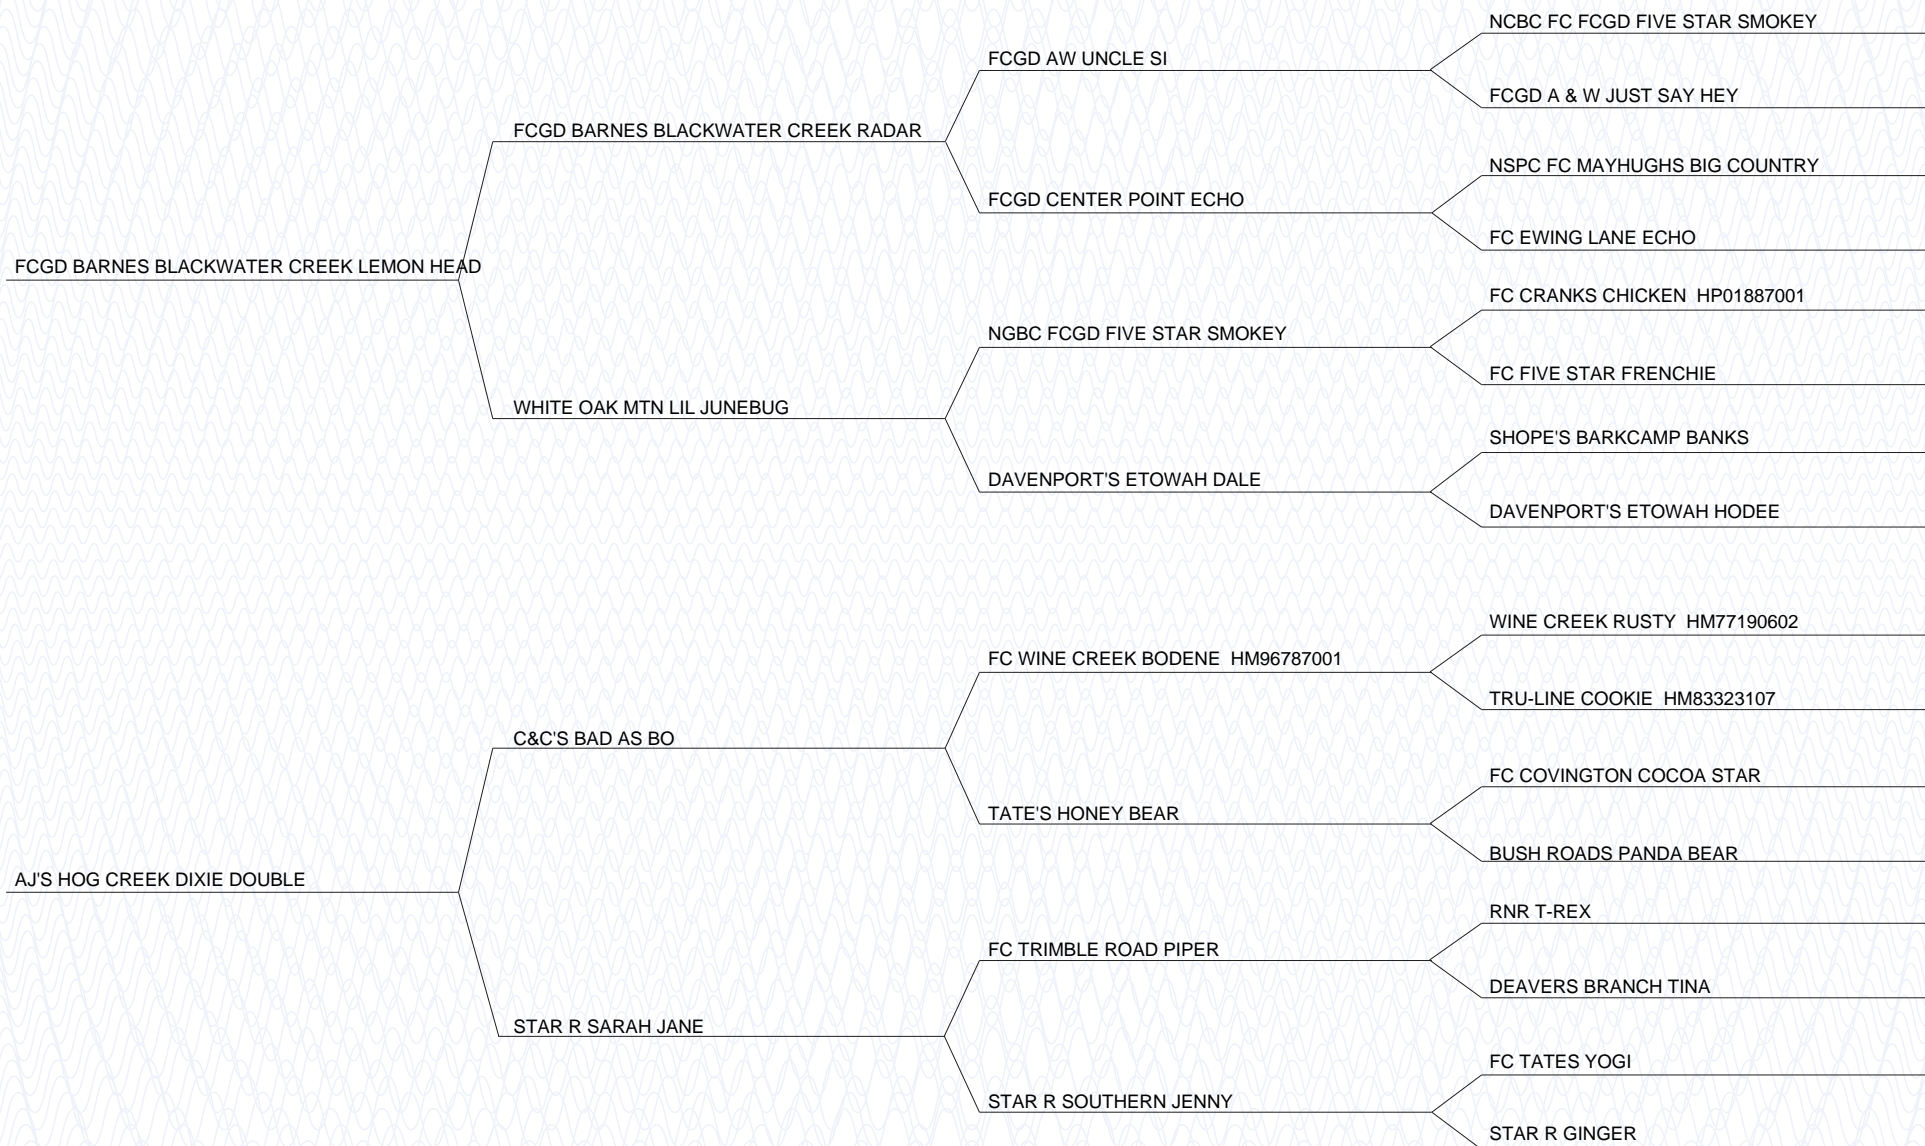 NCBC FC FCGD FIVE STAR SMOKEY
FCGD AW UNCLE SI
FCGD A & W JUST SAY HEY
FCGD BARNES BLACKWATER CREEK RADAR
NSPC FC MAYHUGHS BIG COUNTRY
FCGD CENTER POINT ECHO
FC EWING LANE ECHO
FCGD BARNES BLACKWATER CREEK LEMON HEAD
FC CRANKS CHICKEN HP01887001
NGBC FCGD FIVE STAR SMOKEY
FC FIVE STAR FRENCHIE
WHITE OAK MTN LIL JUNEBUG
SHOPE'S BARKCAMP BANKS
DAVENPORT'S ETOWAH DALE
DAVENPORT'S ETOWAH HODEE
WINE CREEK RUSTY HM77190602
FC WINE CREEK BODENE HM96787001
TRU-LINE COOKIE HM83323107
C&C'S BAD AS BO
FC COVINGTON COCOA STAR
TATE'S HONEY BEAR
BUSH ROADS PANDA BEAR
AJ'S HOG CREEK DIXIE DOUBLE
RNR T-REX
FC TRIMBLE ROAD PIPER
DEAVERS BRANCH TINA
STAR R SARAH JANE
FC TATES YOGI
STAR R SOUTHERN JENNY
STAR R GINGER